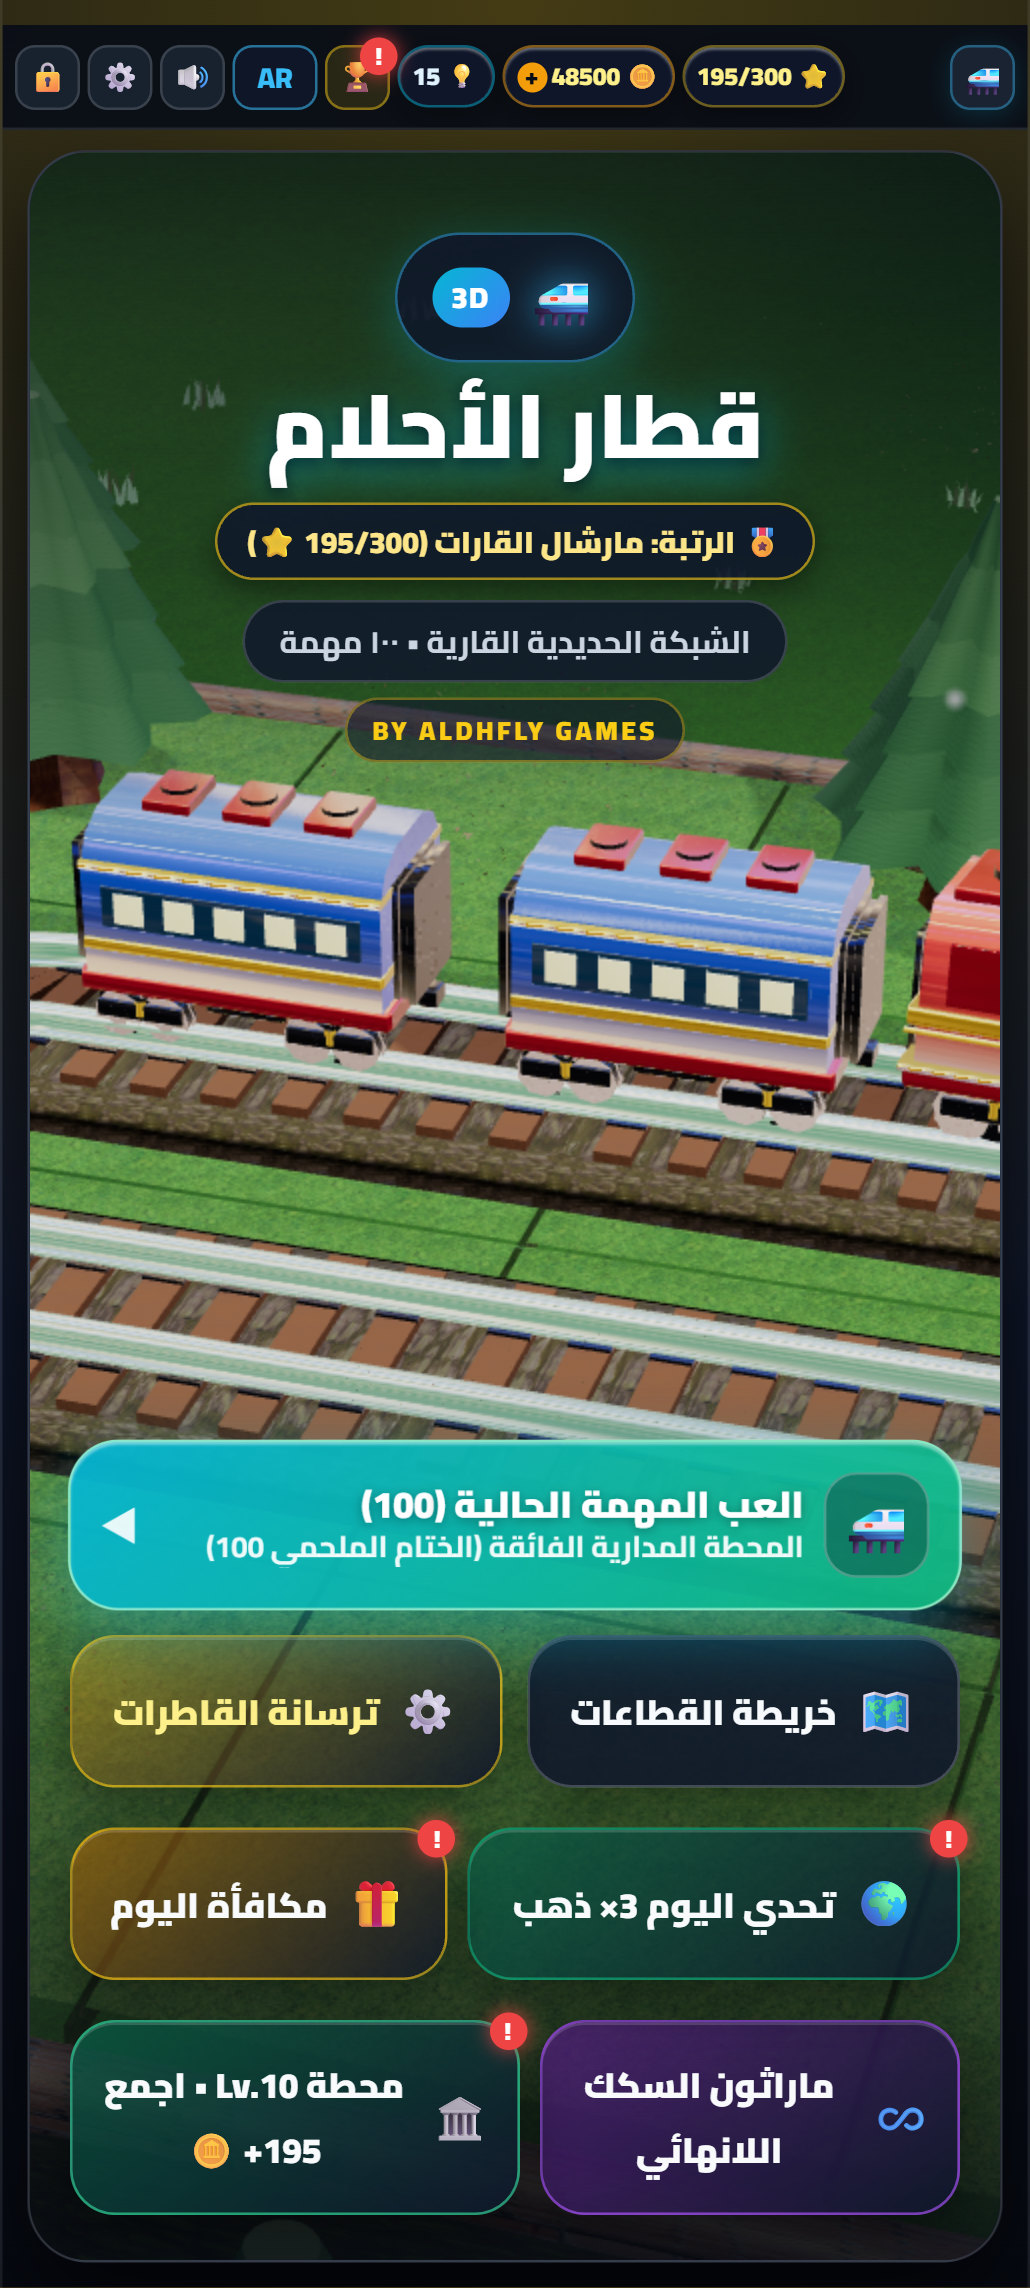 AR
!
15
+ 48500
195/300
3D
قطار الأحلام
الرتبة: مارشال القارات (195/300 ⭐)
الشبكة الحديدية القارية ▪ ١٠٠ مهمة
BY ALDHFLY GAMES
العب المهمة الحالية (100)
المحطة المدارية الفائقة (الختام الملحمي 100)
خريطة القطاعات
ترسانة القاطرات
!
تحدي اليوم 3× ذهب
!
مكافأة اليوم
ماراثون السكك
اللانهائي
!
محطة Lv.10 ▪ اجمع
+195